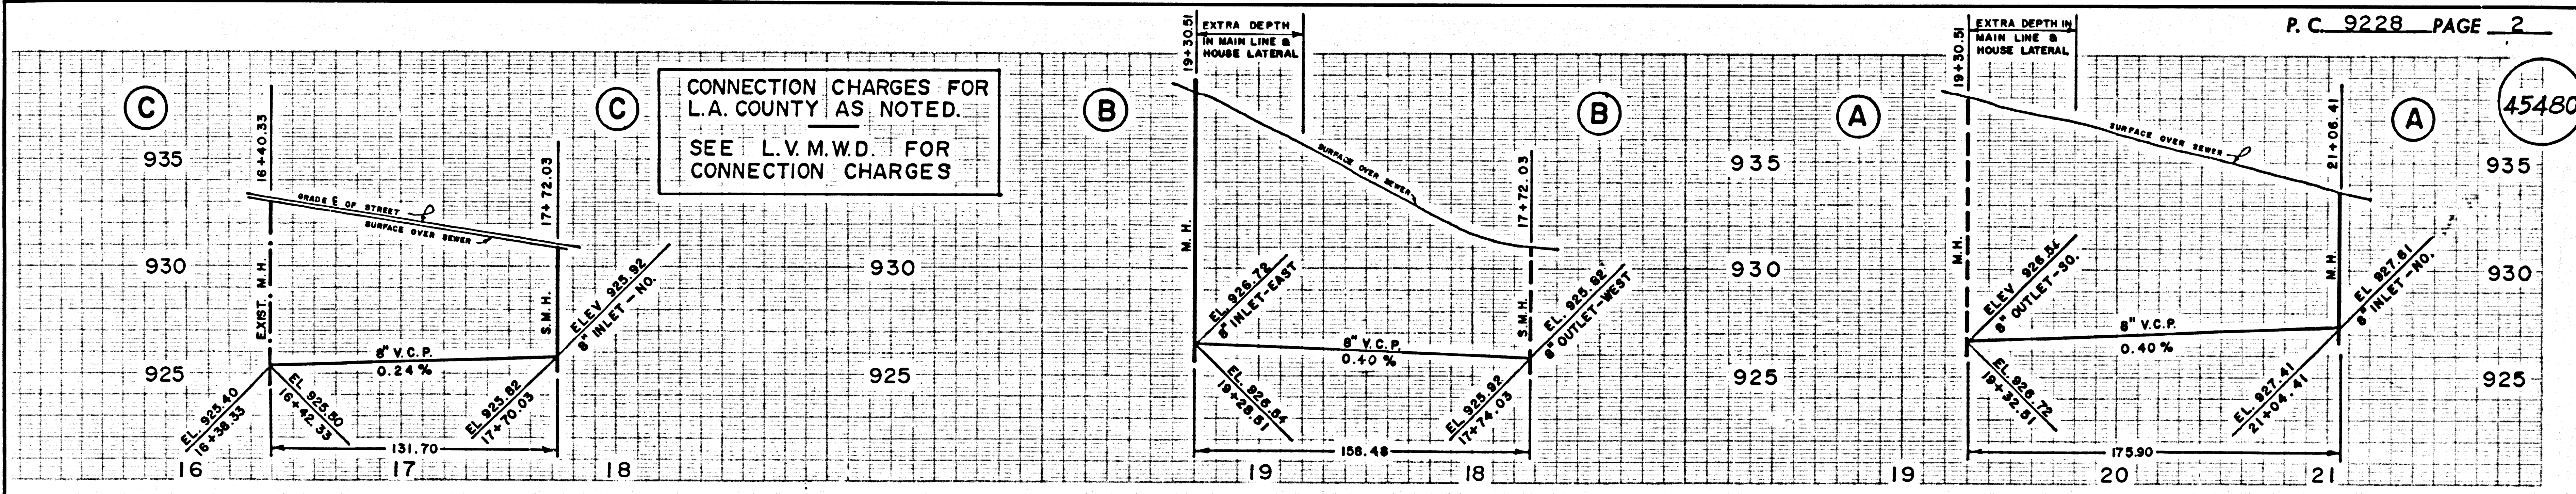 P. C. 9228 PAGE 2
45480
C
C
935
930
925
16+40.33
EXIST. M.H.
GRADE ℄ OF STREET
SURFACE OVER SEWER
17+72.03
S.M.H.
ELEV 925.92
8" INLET-NO.
8" V.C.P.
0.24%
EL. 925.40
16+38.33
EL. 925.50
16+42.33
EL. 925.82
17+70.03
131.70
16
17
18
CONNECTION CHARGES FOR
L.A. COUNTY AS NOTED.
SEE L.V.M.W.D. FOR
CONNECTION CHARGES
930
925
B
B
19+30.51
EXTRA DEPTH
IN MAIN LINE &
HOUSE LATERAL
M.H.
SURFACE OVER SEWER
17+72.03
S.M.H.
EL. 926.72
8" INLET-EAST
EL. 925.82
8" OUTLET-WEST
8" V.C.P.
0.40%
EL. 926.54
19+28.51
EL. 925.92
17+74.03
158.48
19
18
935
930
925
A
A
19+30.51
EXTRA DEPTH IN
MAIN LINE &
HOUSE LATERAL
M.H.
SURFACE OVER SEWER
21+06.41
M.H.
ELEV 926.54
8" OUTLET-SO.
EL. 927.61
8" INLET-NO.
8" V.C.P.
0.40%
EL. 926.72
19+32.51
EL. 927.41
21+04.41
175.90
19
20
21
935
930
925